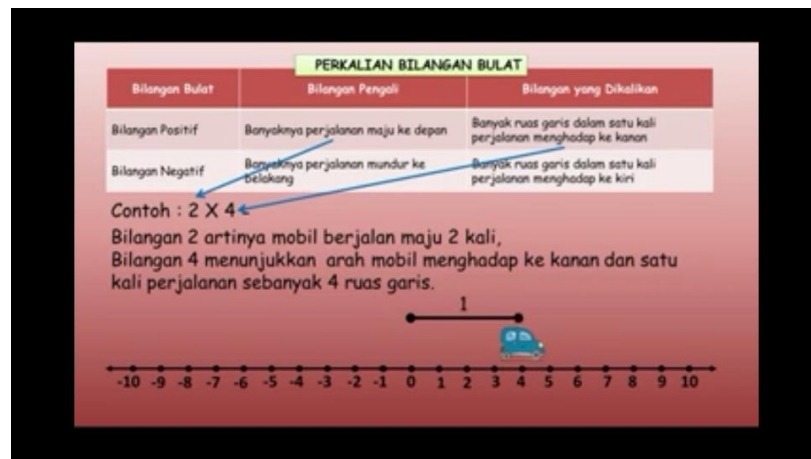 PERKALIAN BILANGAN BULAT
Bilangan Bulat Bilangan Pengali Bilangan yang Dikalikan
Bilangan Positif Banyaknya perjalanan maju ke depan Banyak ruas garis dalam satu kali
perjalanan menghadap ke kanan
Bilangan Negatif Banyaknya perjalanan mundur ke
belakang
Banyak ruas garis dalam satu kali
perjalanan menghadap ke kiri
Contoh : 2 X 4
Bilangan 2 artinya mobil berjalan maju 2 kali,
Bilangan 4 menunjukkan arah mobil menghadap ke kanan dan satu
kali perjalanan sebanyak 4 ruas garis.
1
-10 -9 -8 -7 -6 -5 -4 -3 -2 -1 0 1 2 3 4 5 6 7 8 9 10